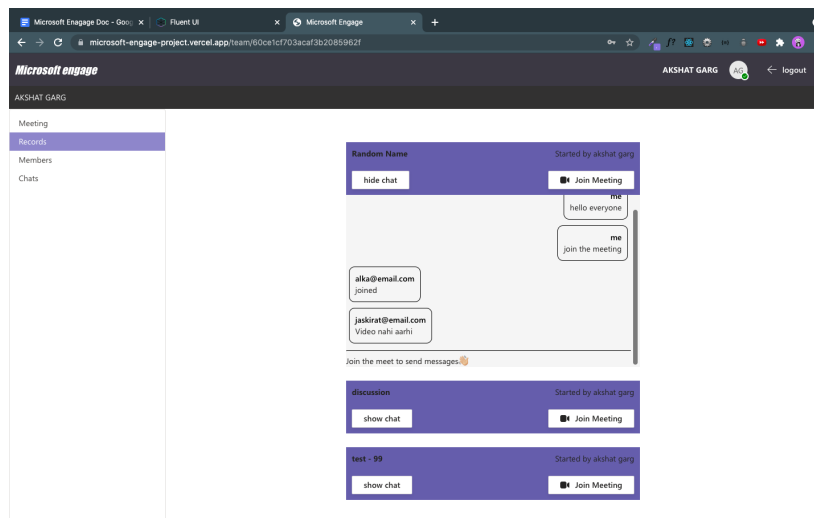 Microsoft Enagage Doc - Goo
Fluent UI
Microsoft Engage
microsoft-engage-project.vercel.app/team/60ce1cf703acaf3b2085962f
Microsoft engage
AKSHAT GARG
AG
← logout
AKSHAT GARG
Meeting
Records
Members
Chats
Random Name
Started by akshat garg
hide chat
Join Meeting
me
hello everyone
me
join the meeting
alka@email.com
joined
jaskirat@email.com
Video nahi aarhi
Join the meet to send messages👋
discussion
Started by akshat garg
show chat
Join Meeting
test - 99
Started by akshat garg
show chat
Join Meeting